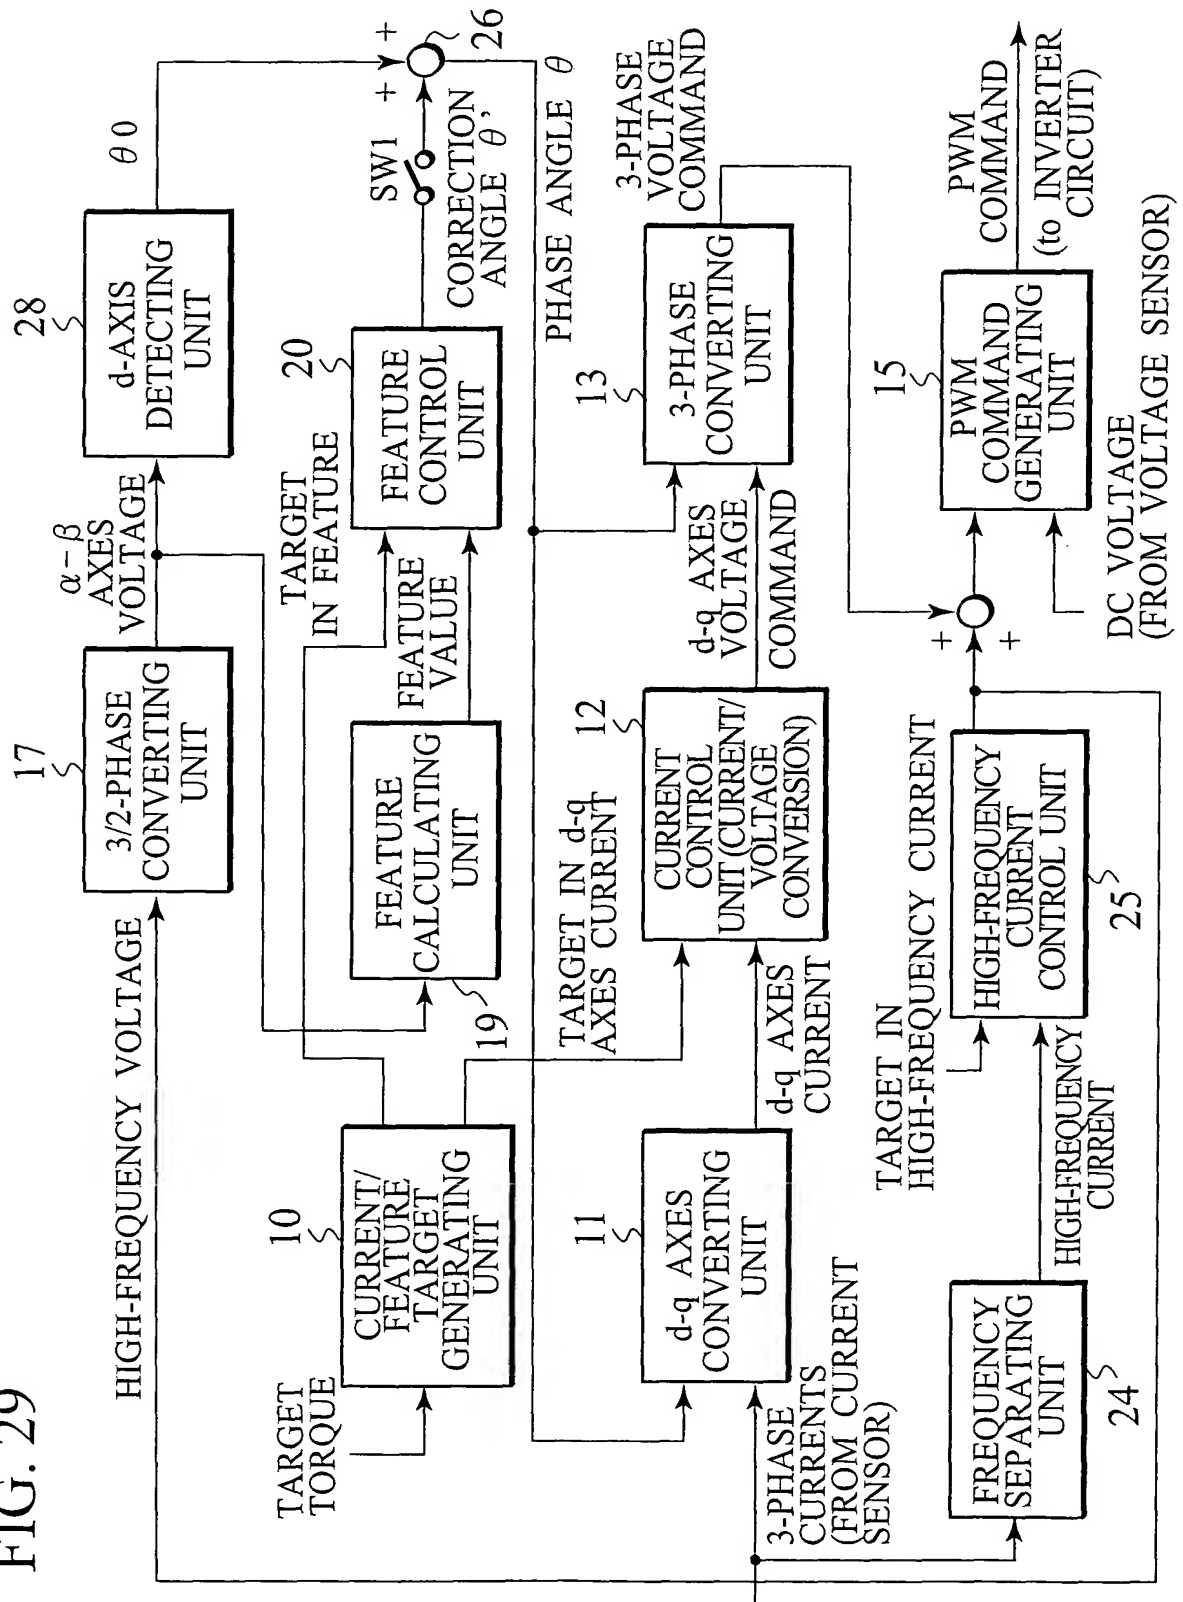 FIG. 29
HIGH-FREQUENCY VOLTAGE
17
3/2-PHASE
CONVERTING
UNIT
α-β
AXES
VOLTAGE
28
d-AXIS
DETECTING
UNIT
θ0
+
+
26
SW1
CORRECTION
ANGLE θ'
PHASE ANGLE θ
TARGET
TORQUE
10
CURRENT/
FEATURE
TARGET
GENERATING
UNIT
19
FEATURE
CALCULATING
UNIT
FEATURE
VALUE
TARGET
IN FEATURE
20
FEATURE
CONTROL
UNIT
3-PHASE
CURRENTS
(FROM CURRENT
SENSOR)
11
d-q AXES
CONVERTING
UNIT
d-q AXES
CURRENT
TARGET IN d-q
AXES CURRENT
12
CURRENT
CONTROL
UNIT (CURRENT/
VOLTAGE
CONVERSION)
d-q AXES
VOLTAGE
COMMAND
13
3-PHASE
CONVERTING
UNIT
3-PHASE
VOLTAGE
COMMAND
24
FREQUENCY
SEPARATING
UNIT
HIGH-FREQUENCY
CURRENT
TARGET IN
HIGH-FREQUENCY CURRENT
25
HIGH-FREQUENCY
CURRENT
CONTROL UNIT
+
+
DC VOLTAGE
(FROM VOLTAGE SENSOR)
15
PWM
COMMAND
GENERATING
UNIT
PWM
COMMAND
(to INVERTER
CIRCUIT)